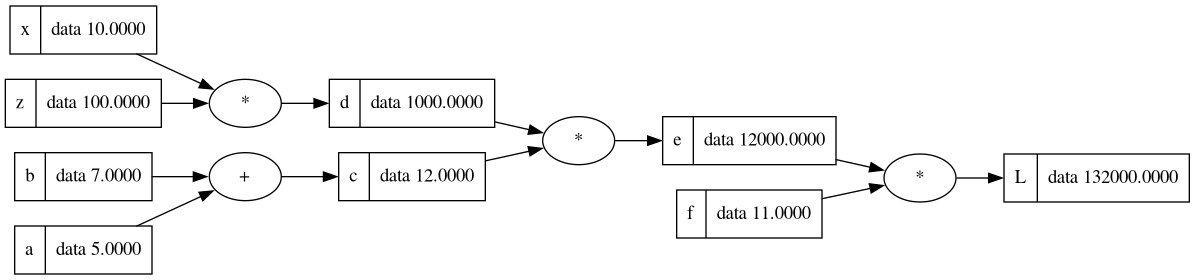 x data 10.0000
z data 100.0000
*
d data 1000.0000
b data 7.0000
+
c data 12.0000
a data 5.0000
*
e data 12000.0000
f data 11.0000
*
L data 132000.0000